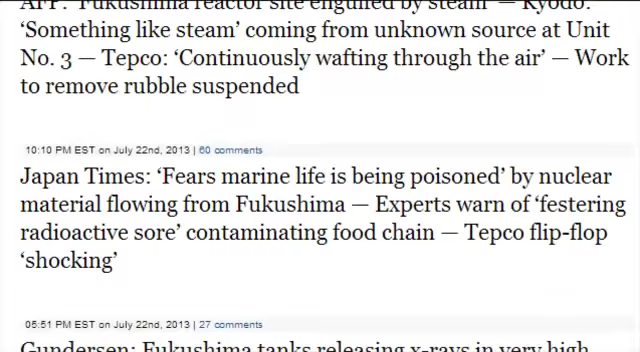 AFP: 'Fukushima reactor site engulfed by steam' — Kyodo:
‘Something like steam’ coming from unknown source at Unit
No. 3 — Tepco: ‘Continuously wafting through the air’ — Work
to remove rubble suspended
10:10 PM EST on July 22nd, 2013 | 60 comments
Japan Times: ‘Fears marine life is being poisoned’ by nuclear
material flowing from Fukushima — Experts warn of ‘festering
radioactive sore’ contaminating food chain — Tepco flip-flop
‘shocking’
05:51 PM EST on July 22nd, 2013 | 27 comments
Gundersen: Fukushima tanks releasing x-rays in very high